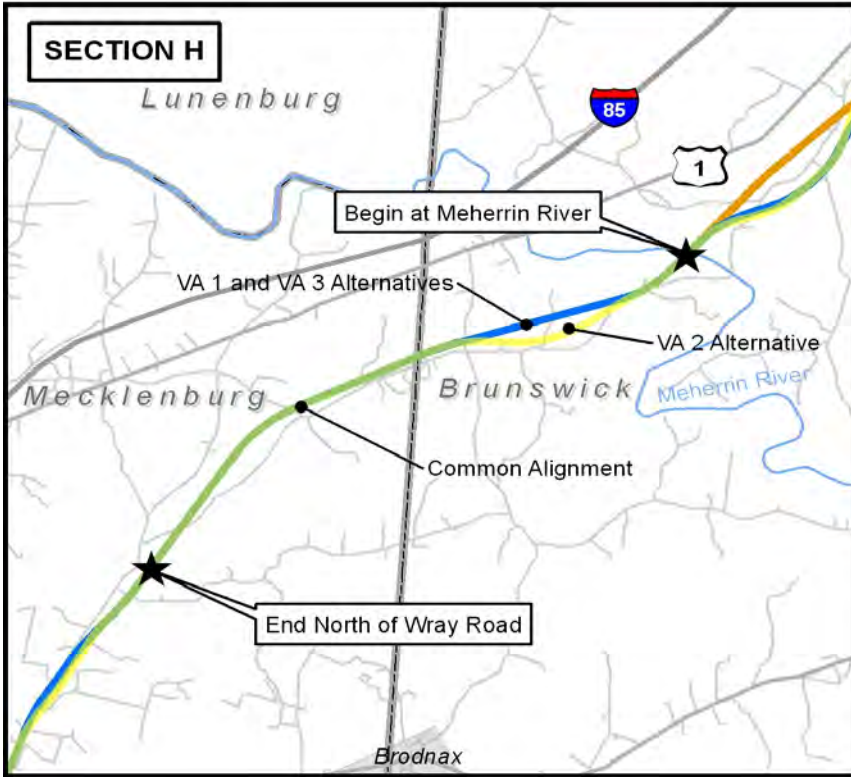 SECTION H
Lunenburg
85
1
Begin at Meherrin River
VA 1 and VA 3 Alternatives
VA 2 Alternative
Mecklenburg
Brunswick
Meherrin River
Common Alignment
End North of Wray Road
Brodnax